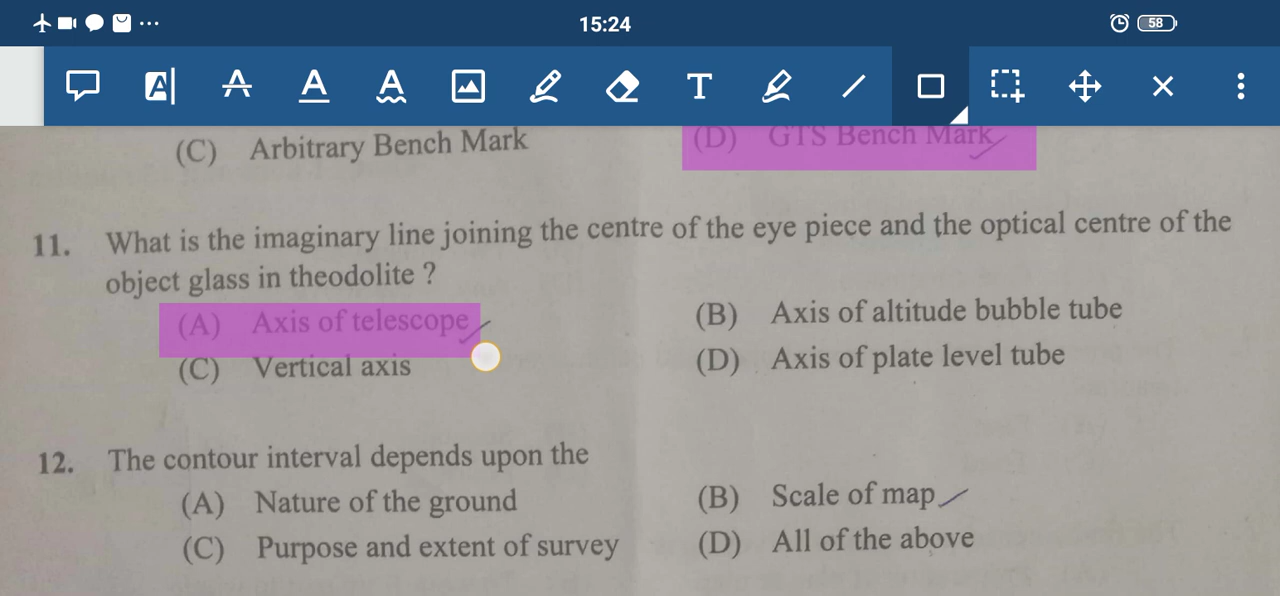 15:24
58
(C) Arbitrary Bench Mark (D) GTS Bench Mark
11. What is the imaginary line joining the centre of the eye piece and the optical centre of the
object glass in theodolite ?
(A) Axis of telescope (B) Axis of altitude bubble tube
(C) Vertical axis (D) Axis of plate level tube
12. The contour interval depends upon the
(A) Nature of the ground (B) Scale of map
(C) Purpose and extent of survey (D) All of the above